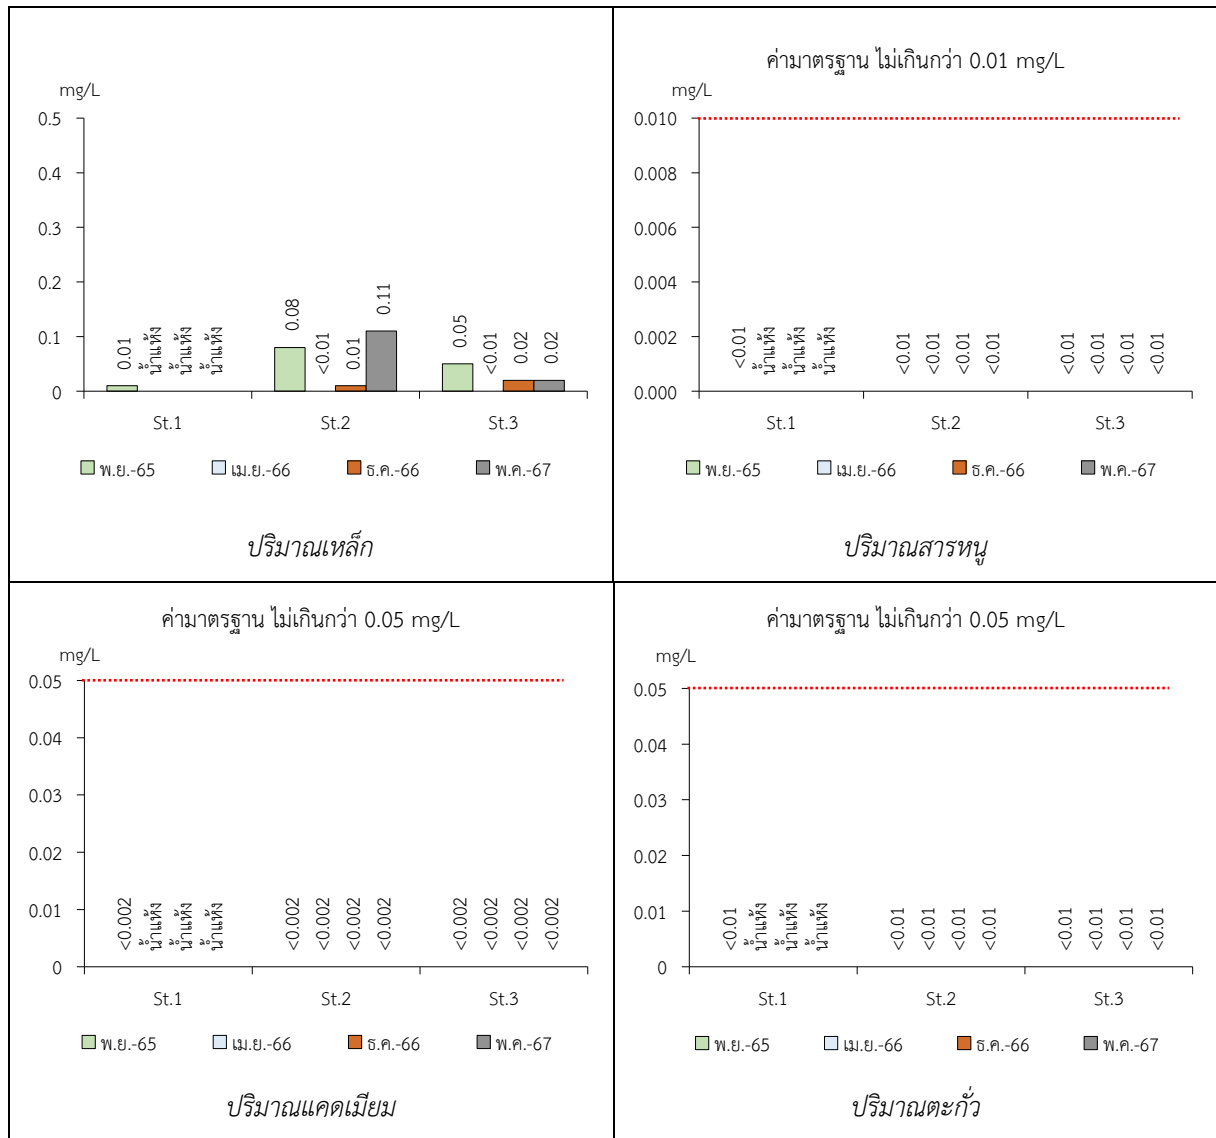 mg/L
0.5
0.4
0.3
0.2
0.1
0
0.01 น้ำแห้ง น้ำแห้ง น้ำแห้ง
0.08 <0.01 0.01 0.11
0.05 <0.01 0.02 0.02
St.1 St.2 St.3
พ.ย.-65 เม.ย.-66 ธ.ค.-66 พ.ค.-67
ปริมาณเหล็ก
ค่ามาตรฐาน ไม่เกินกว่า 0.01 mg/L
mg/L
0.010
0.008
0.006
0.004
0.002
0.000
<0.01 น้ำแห้ง น้ำแห้ง น้ำแห้ง
<0.01 <0.01 <0.01 <0.01
<0.01 <0.01 <0.01 <0.01
St.1 St.2 St.3
พ.ย.-65 เม.ย.-66 ธ.ค.-66 พ.ค.-67
ปริมาณสารหนู
ค่ามาตรฐาน ไม่เกินกว่า 0.05 mg/L
mg/L
0.05
0.04
0.03
0.02
0.01
0
<0.002 น้ำแห้ง น้ำแห้ง น้ำแห้ง
<0.002 <0.002 <0.002 <0.002
<0.002 <0.002 <0.002 <0.002
St.1 St.2 St.3
พ.ย.-65 เม.ย.-66 ธ.ค.-66 พ.ค.-67
ปริมาณแคดเมียม
ค่ามาตรฐาน ไม่เกินกว่า 0.05 mg/L
mg/L
0.05
0.04
0.03
0.02
0.01
0
<0.01 น้ำแห้ง น้ำแห้ง น้ำแห้ง
<0.01 <0.01 <0.01 <0.01
<0.01 <0.01 <0.01 <0.01
St.1 St.2 St.3
พ.ย.-65 เม.ย.-66 ธ.ค.-66 พ.ค.-67
ปริมาณตะกั่ว